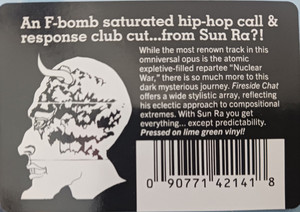 An F-bomb saturated hip-hop call &
response club cut...from Sun Ra?!
While the most renown track in this
omniversal opus is the atomic
expletive-filled repartee "Nuclear
War," there is so much more to this
dark mysterious journey. Fireside Chat
offers a wide stylistic array, reflecting
his eclectic approach to compositional
extremes. With Sun Ra you get
everything... except predictability.
Pressed on lime green vinyl!
0 90771 42141 8